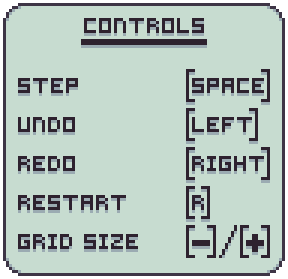 CONTROLS
STEP [SPACE]
UNDO [LEFT]
REDO [RIGHT]
RESTART [R]
GRID SIZE [-]/[+]